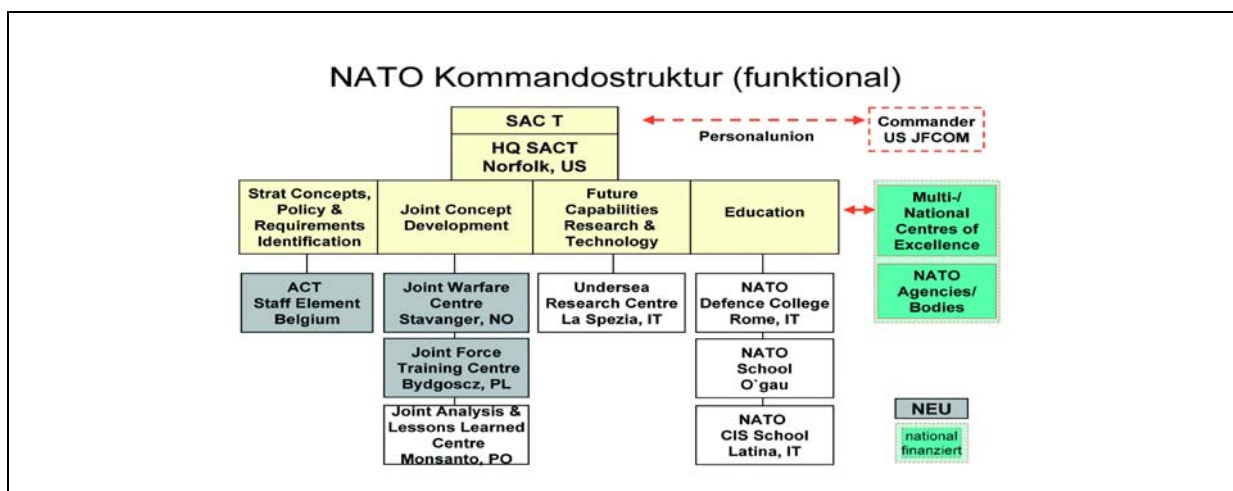 NATO Kommandostruktur (funktional)
SAC T
HQ SACT
Norfolk, US
Personalunion
Commander
US JFCOM
Strat Concepts,
Policy &
Requirements
Identification
Joint Concept
Development
Future
Capabilities
Research &
Technology
Education
Multi-/
National
Centres of
Excellence
NATO
Agencies/
Bodies
ACT
Staff Element
Belgium
Joint Warfare
Centre
Stavanger, NO
Undersea
Research Centre
La Spezia, IT
NATO
Defence College
Rome, IT
Joint Force
Training Centre
Bydgoscz, PL
NATO
School
O`gau
Joint Analysis &
Lessons Learned
Centre
Monsanto, PO
NATO
CIS School
Latina, IT
NEU
national
finanziert